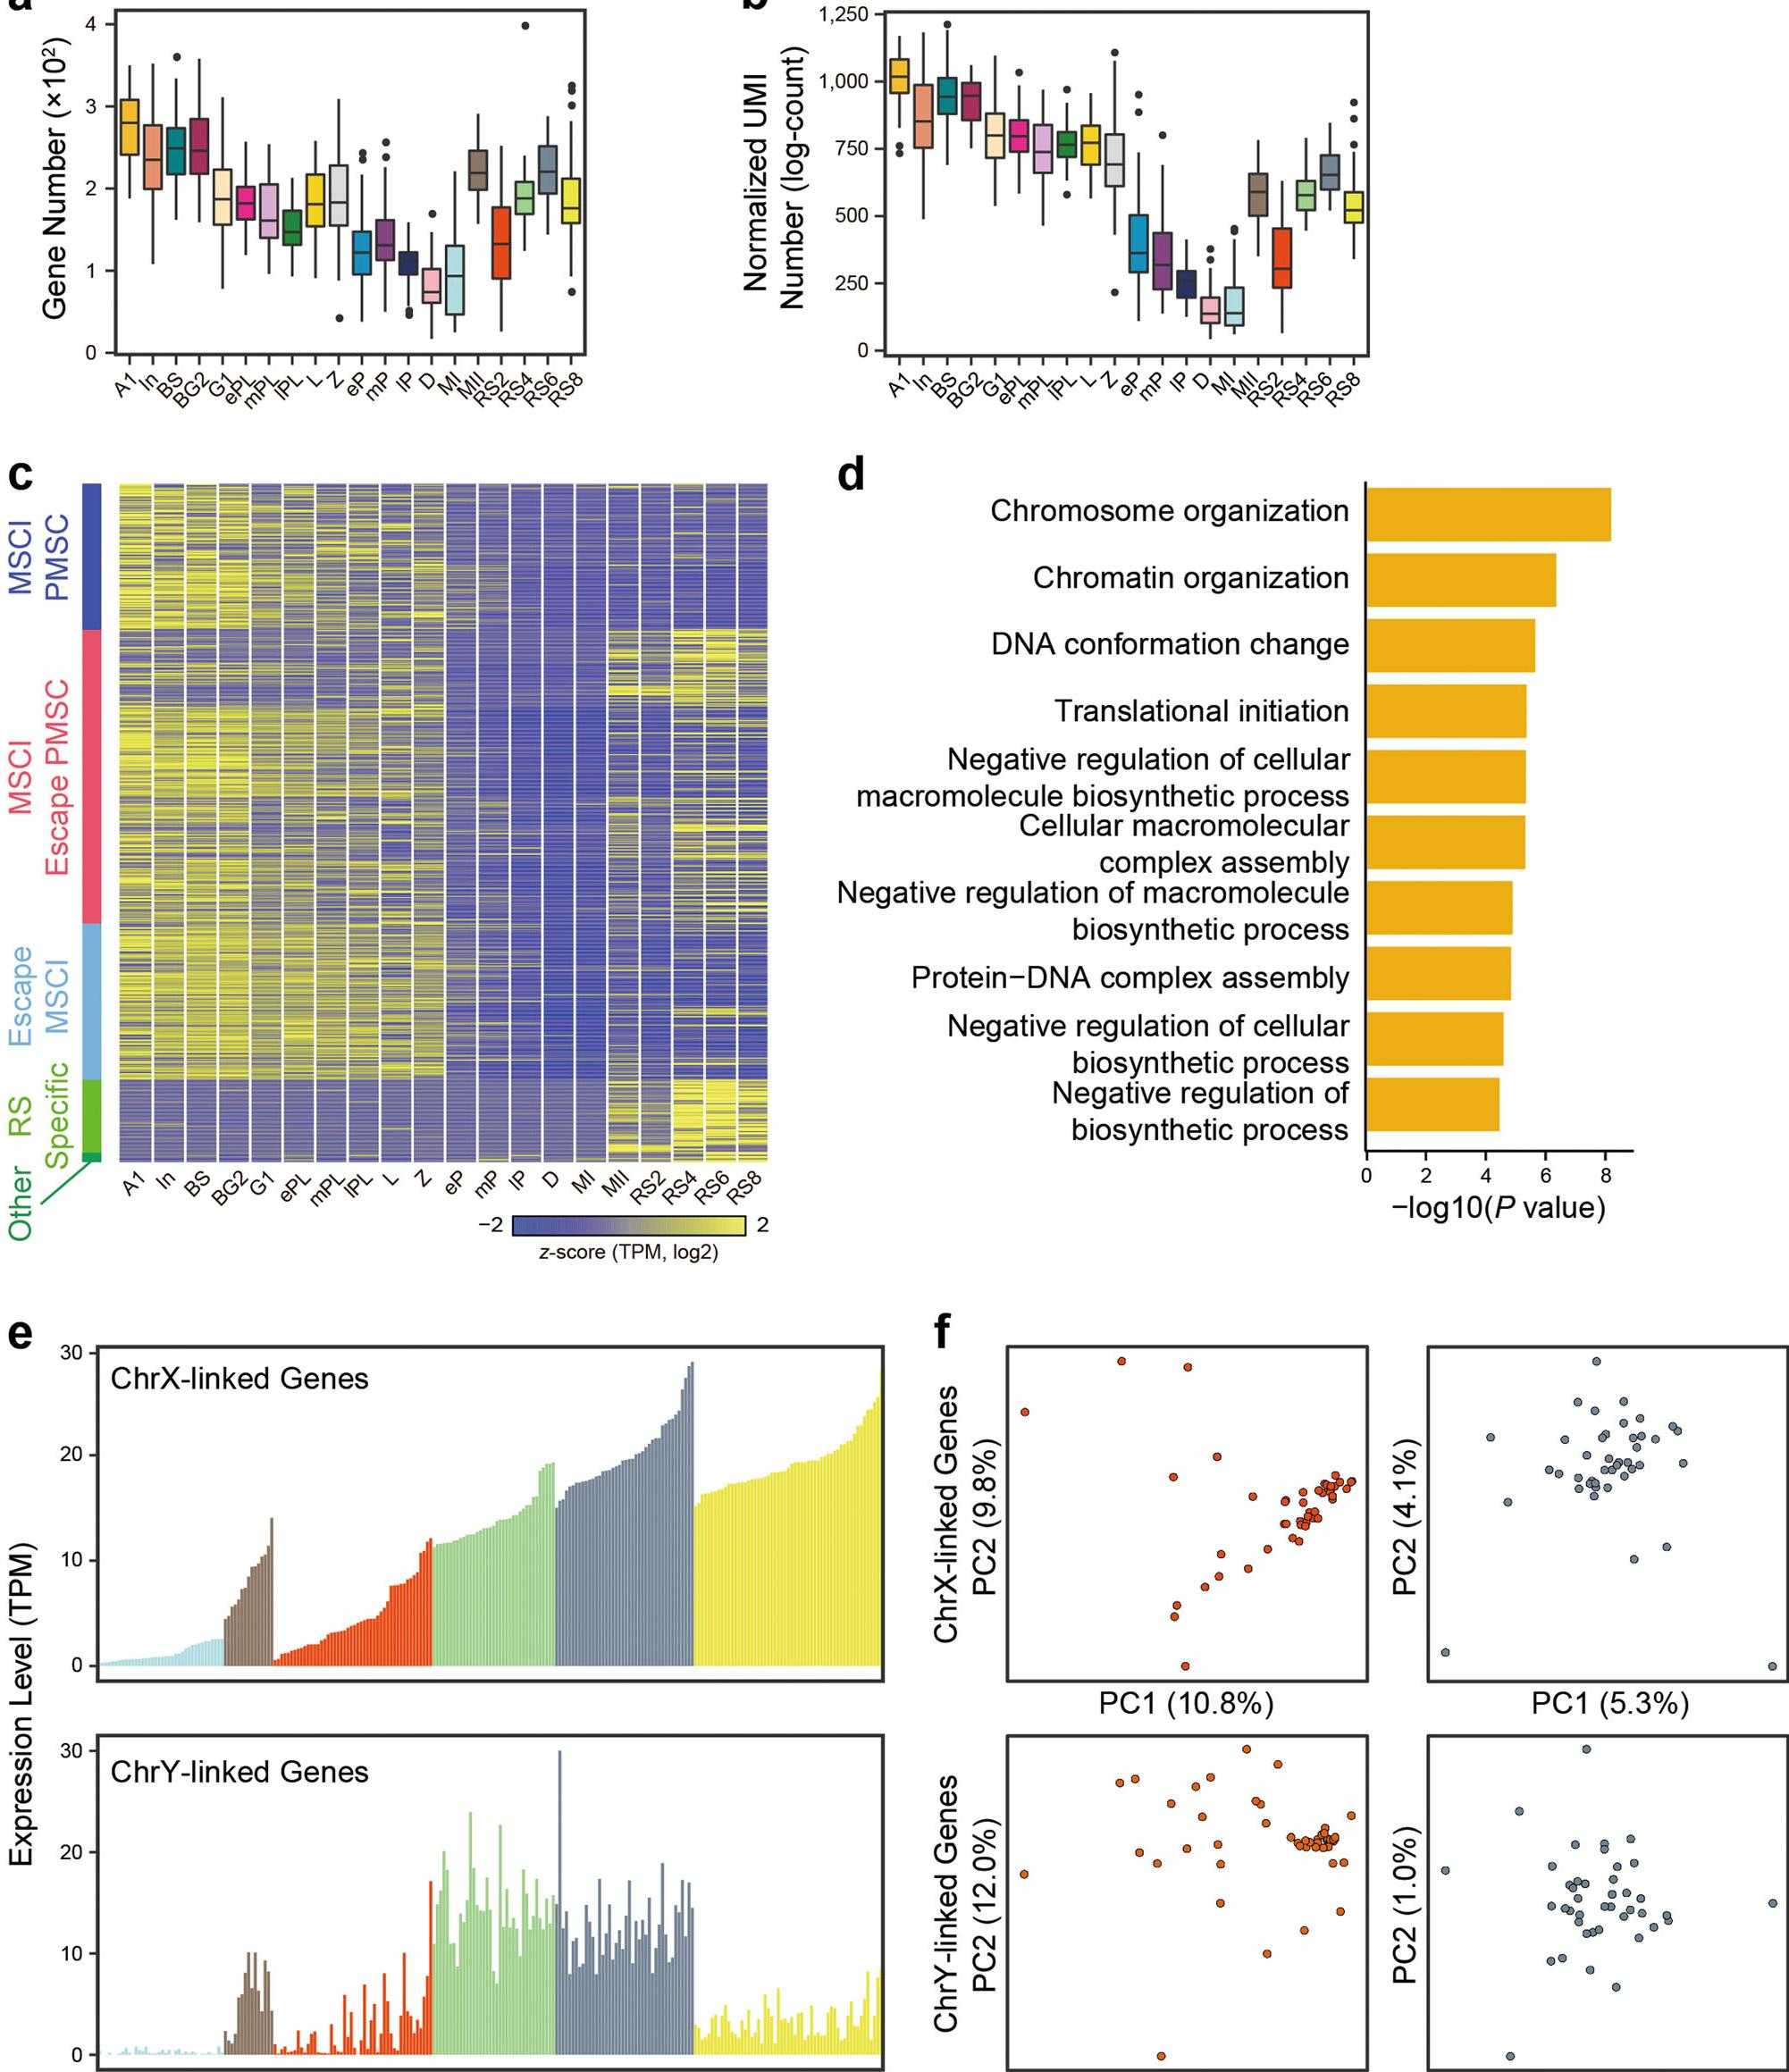 a
b
Gene Number (×10²)
4
3
2
1
0
A1 In BS BG2 G1 ePL mPL lPL L Z eP mP lP D MI MII RS2 RS4 RS6 RS8
Normalized UMI
Number (log-count)
1,250
1,000
750
500
250
0
A1 In BS BG2 G1 ePL mPL lPL L Z eP mP lP D MI MII RS2 RS4 RS6 RS8
c
MSCI
PMSC
MSCI
Escape PMSC
Escape
MSCI
RS
Specific
Other
A1 In BS BG2 G1 ePL mPL lPL L Z eP mP lP D MI MII RS2 RS4 RS6 RS8
−2 2
z-score (TPM, log2)
d
Chromosome organization
Chromatin organization
DNA conformation change
Translational initiation
Negative regulation of cellular
macromolecule biosynthetic process
Cellular macromolecular
complex assembly
Negative regulation of macromolecule
biosynthetic process
Protein−DNA complex assembly
Negative regulation of cellular
biosynthetic process
Negative regulation of
biosynthetic process
0 2 4 6 8
−log10(P value)
e
Expression Level (TPM)
30
20
10
0
ChrX-linked Genes
30
20
10
0
ChrY-linked Genes
f
ChrX-linked Genes
PC2 (9.8%)
PC1 (10.8%)
PC2 (4.1%)
PC1 (5.3%)
ChrY-linked Genes
PC2 (12.0%)
PC2 (11.0%)